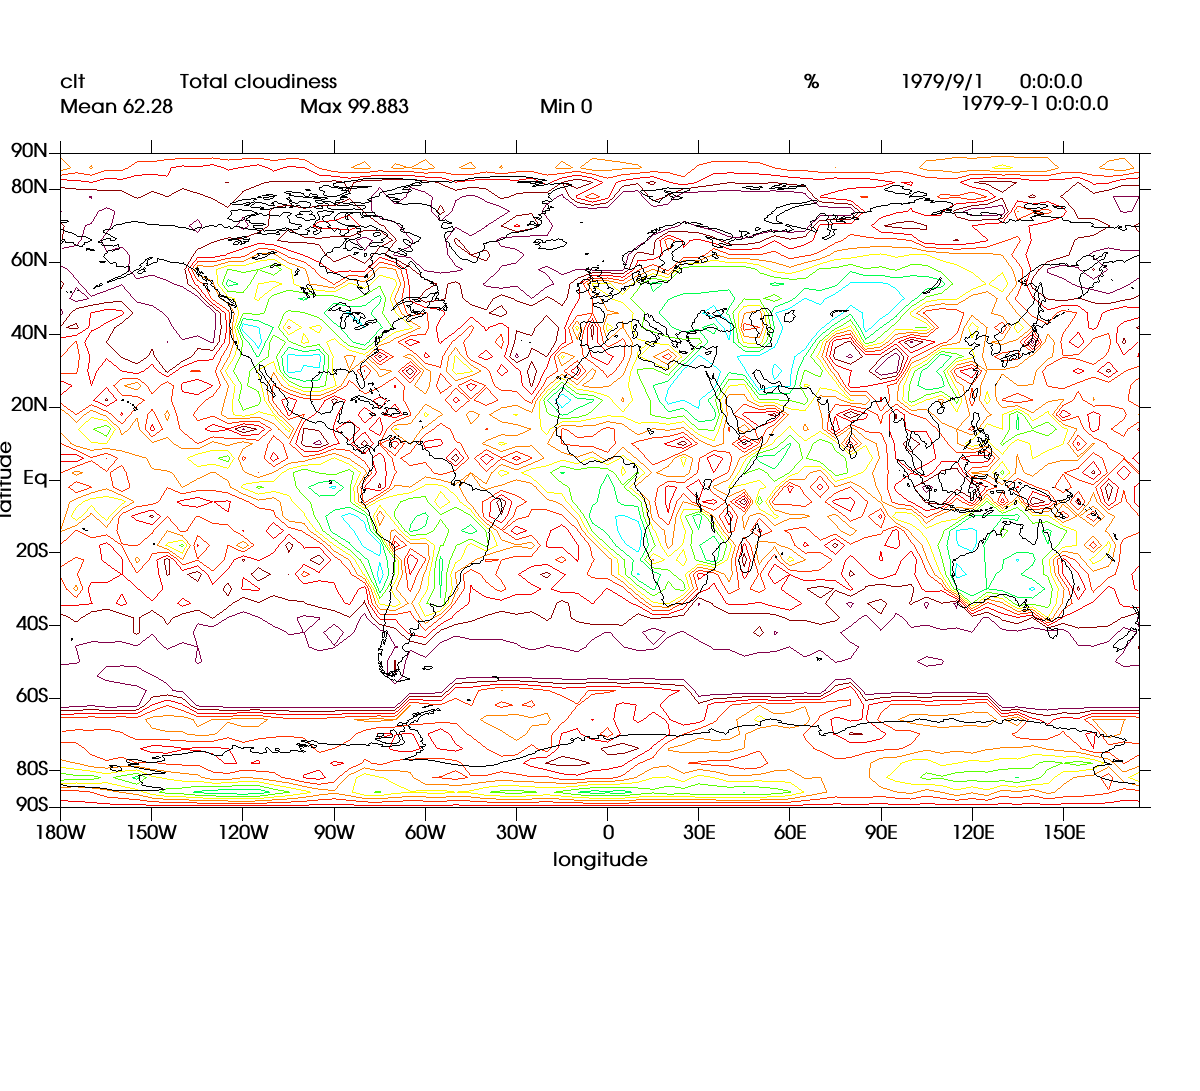 clt Total cloudiness % 1979/9/1 0:0:0.0
Mean 62.28 Max 99.883 Min 0 1979-9-1 0:0:0.0
90N
80N
60N
40N
20N
Eq
20S
40S
60S
80S
90S
latitude
180W 150W 120W 90W 60W 30W 0 30E 60E 90E 120E 150E
longitude